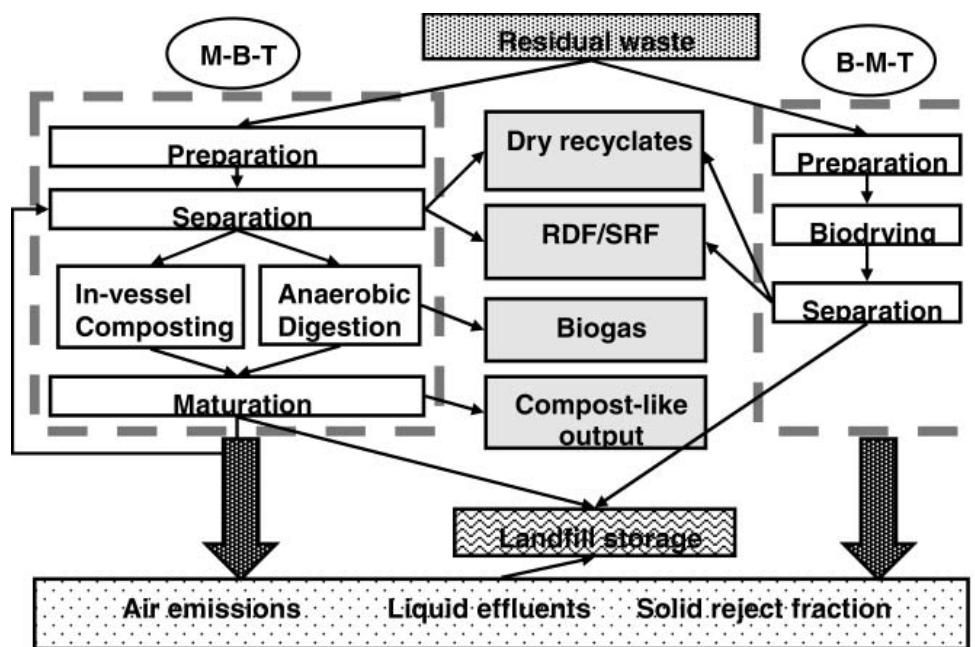 Residual waste
M-B-T
B-M-T
Preparation
Separation
In-vessel
Composting
Anaerobic
Digestion
Maturation
Dry recyclates
RDF/SRF
Biogas
Compost-like
output
Preparation
Biodrying
Separation
Landfill storage
Air emissions
Liquid effluents
Solid reject fraction